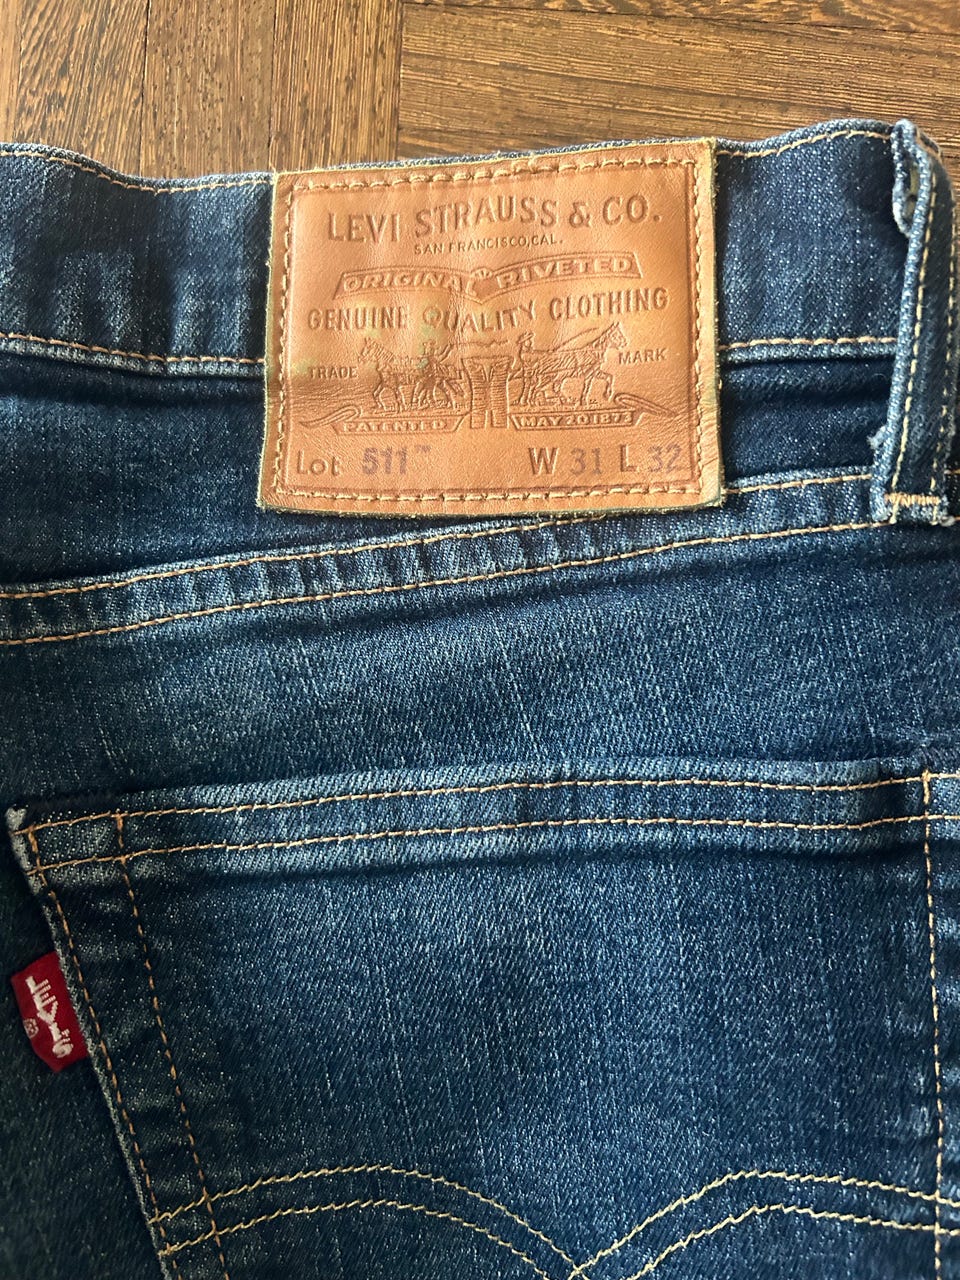 LEVI STRAUSS & CO.
SAN FRANCISCO, CAL.
ORIGINAL RIVETED
GENUINE QUALITY CLOTHING
TRADE MARK
PATENTED MAY 20 1873
Lot 511™ W 31 L 32
LEVI'S
®